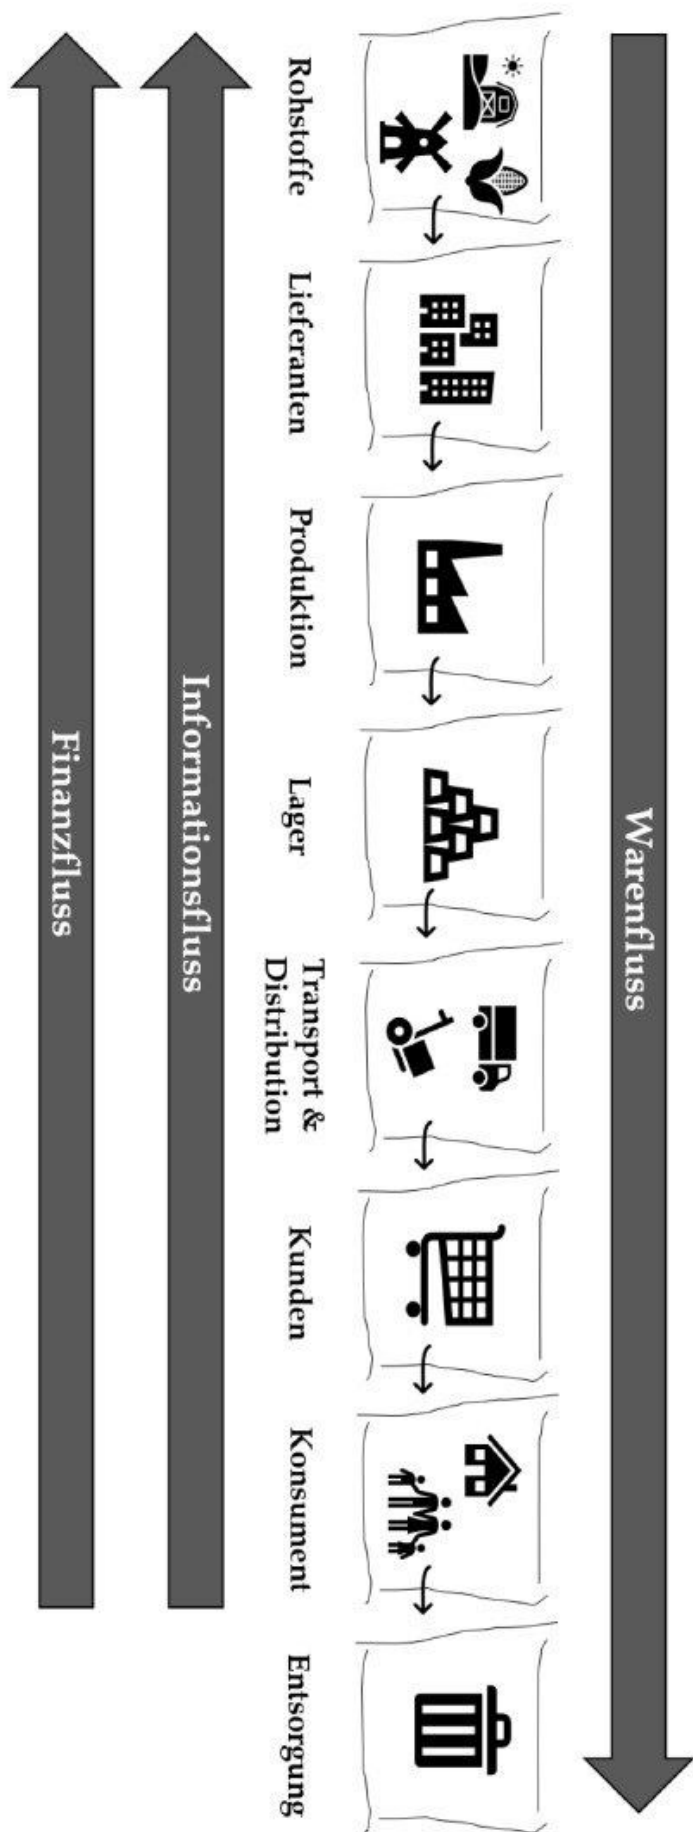 Warenfluss
Rohstoffe
Lieferanten
Produktion
Lager
Transport &
Distribution
Kunden
Konsument
Entsorgung
Informationsfluss
Finanzfluss